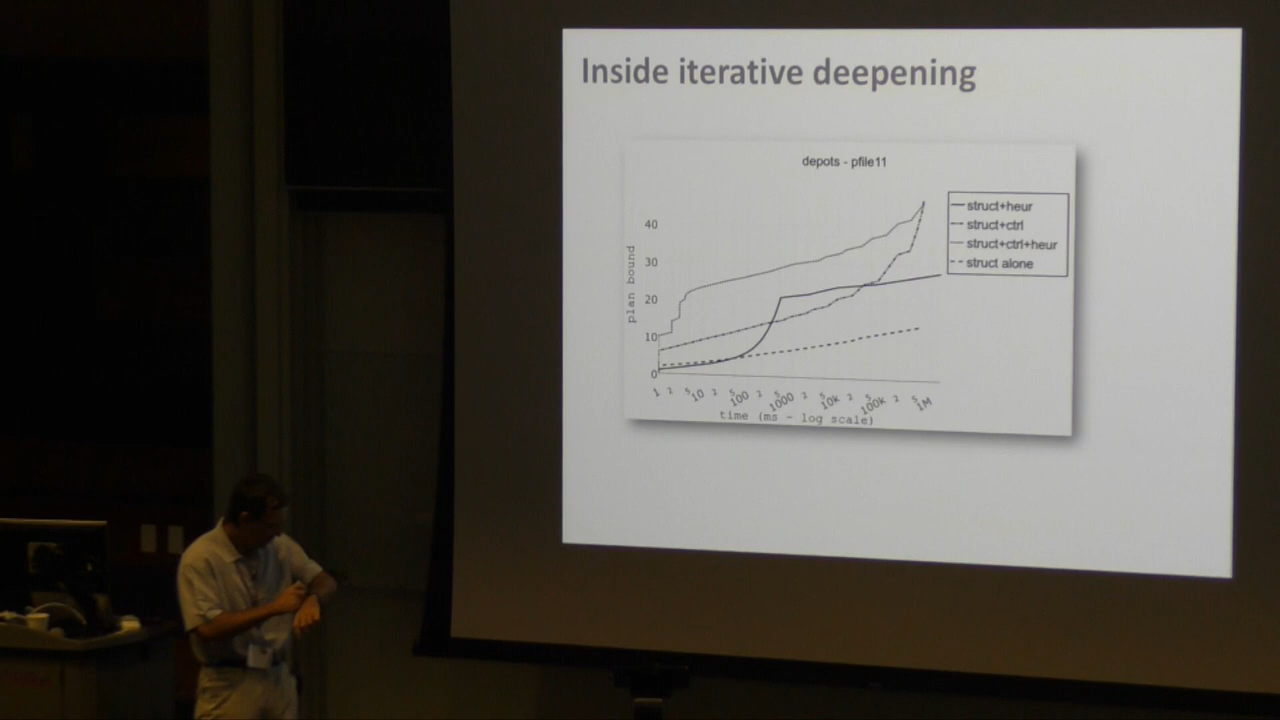 Inside iterative deepening
depots - pfile11
struct+heur
struct+ctrl
struct+ctrl+heur
struct alone
plan bound
40
30
20
10
0
1 2 5 10 2 5 100 2 5 1000 2 5 10k 2 5 100k 2 5 1M
time (ms - log scale)